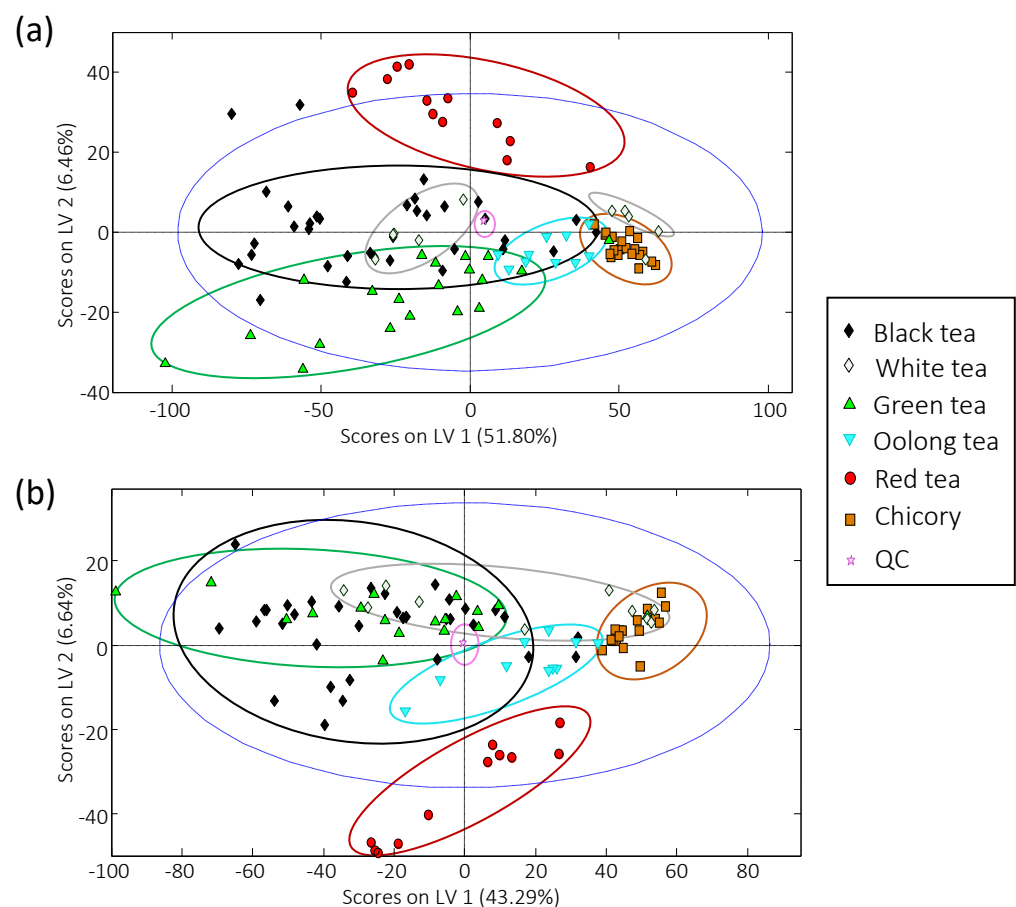 (a)
40
20
0
-20
-40
Scores on LV 2 (6.46%)
-100
-50
0
50
100
Scores on LV 1 (51.80%)
Black tea
White tea
Green tea
Oolong tea
Red tea
Chicory
QC
(b)
20
0
-20
-40
Scores on LV 2 (6.64%)
-100
-80
-60
-40
-20
0
20
40
60
80
Scores on LV 1 (43.29%)